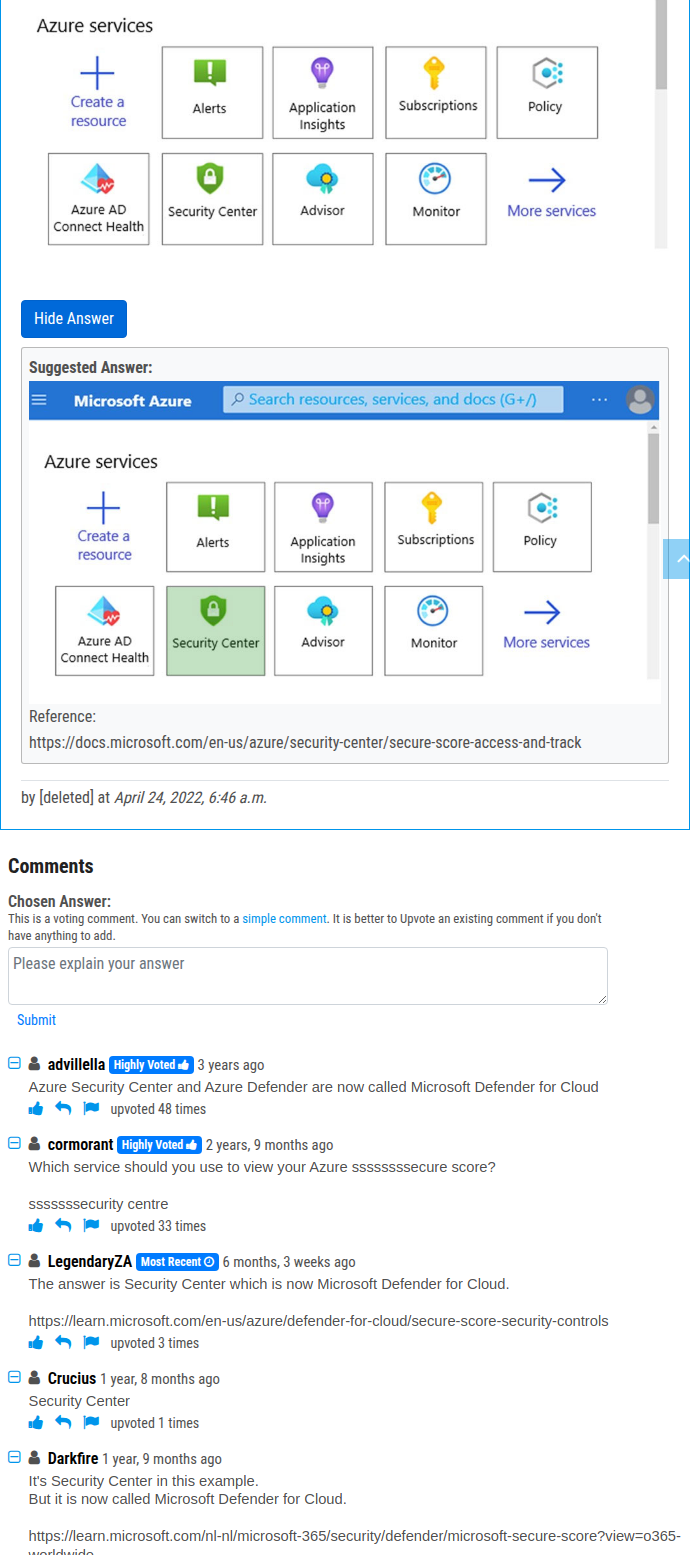 Azure services
Create a resource
Alerts
Application Insights
Subscriptions
Policy
Azure AD Connect Health
Security Center
Advisor
Monitor
More services
Hide Answer
Suggested Answer:
Microsoft Azure
Search resources, services, and docs (G+/)
...
Azure services
Create a resource
Alerts
Application Insights
Subscriptions
Policy
Azure AD Connect Health
Security Center
Advisor
Monitor
More services
Reference:
https://docs.microsoft.com/en-us/azure/security-center/secure-score-access-and-track
by [deleted] at April 24, 2022, 6:46 a.m.
Comments
Chosen Answer:
This is a voting comment. You can switch to a simple comment. It is better to Upvote an existing comment if you don't
have anything to add.
Please explain your answer
Submit
advillella Highly Voted 3 years ago
Azure Security Center and Azure Defender are now called Microsoft Defender for Cloud
upvoted 48 times
cormorant Highly Voted 2 years, 9 months ago
Which service should you use to view your Azure ssssssssecure score?
sssssssecurity centre
upvoted 33 times
LegendaryZA Most Recent 6 months, 3 weeks ago
The answer is Security Center which is now Microsoft Defender for Cloud.
https://learn.microsoft.com/en-us/azure/defender-for-cloud/secure-score-security-controls
upvoted 3 times
Crucius 1 year, 8 months ago
Security Center
upvoted 1 times
Darkfire 1 year, 9 months ago
It's Security Center in this example.
But it is now called Microsoft Defender for Cloud.
https://learn.microsoft.com/nl-nl/microsoft-365/security/defender/microsoft-secure-score?view=o365-
worldwide